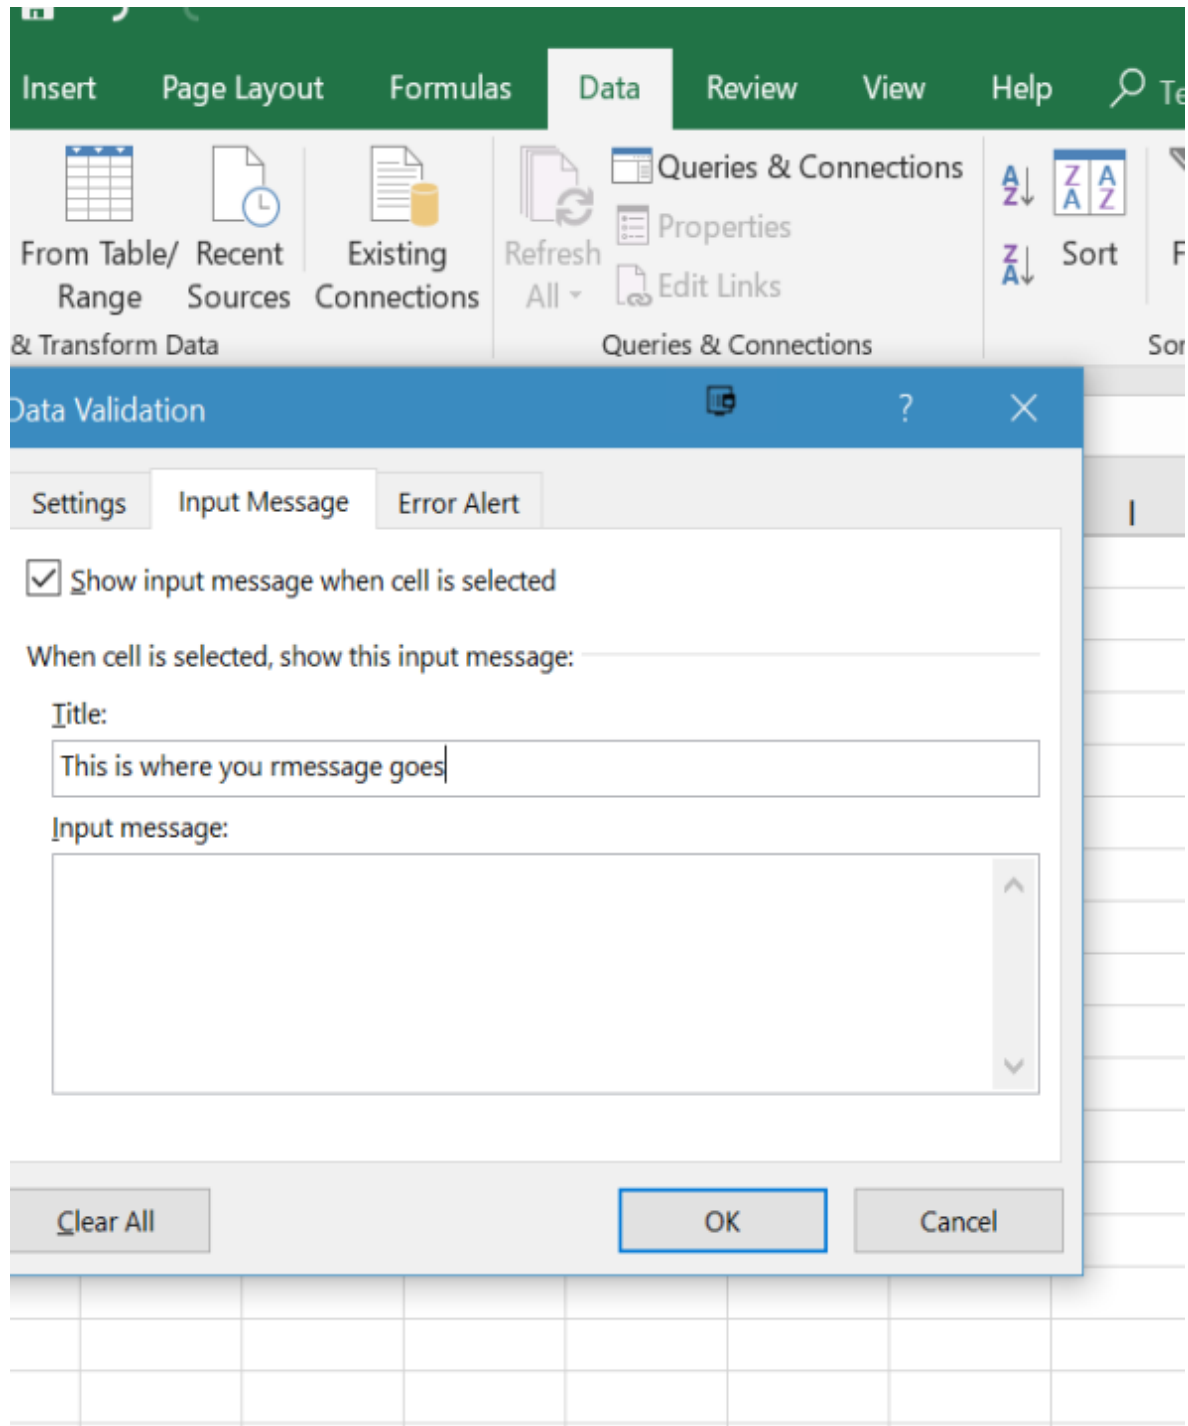 Insert Page Layout Formulas Data Review View Help Te
From Table/ Range
Recent Sources
Existing Connections
Refresh All
Queries & Connections
Properties
Edit Links
A Z
Z A
Z A A Z
Sort
F
& Transform Data
Queries & Connections
Sor
Data Validation ?
I
Settings Input Message Error Alert
Show input message when cell is selected
When cell is selected, show this input message:
Title:
This is where you rmessage goes
Input message:
Clear All OK Cancel